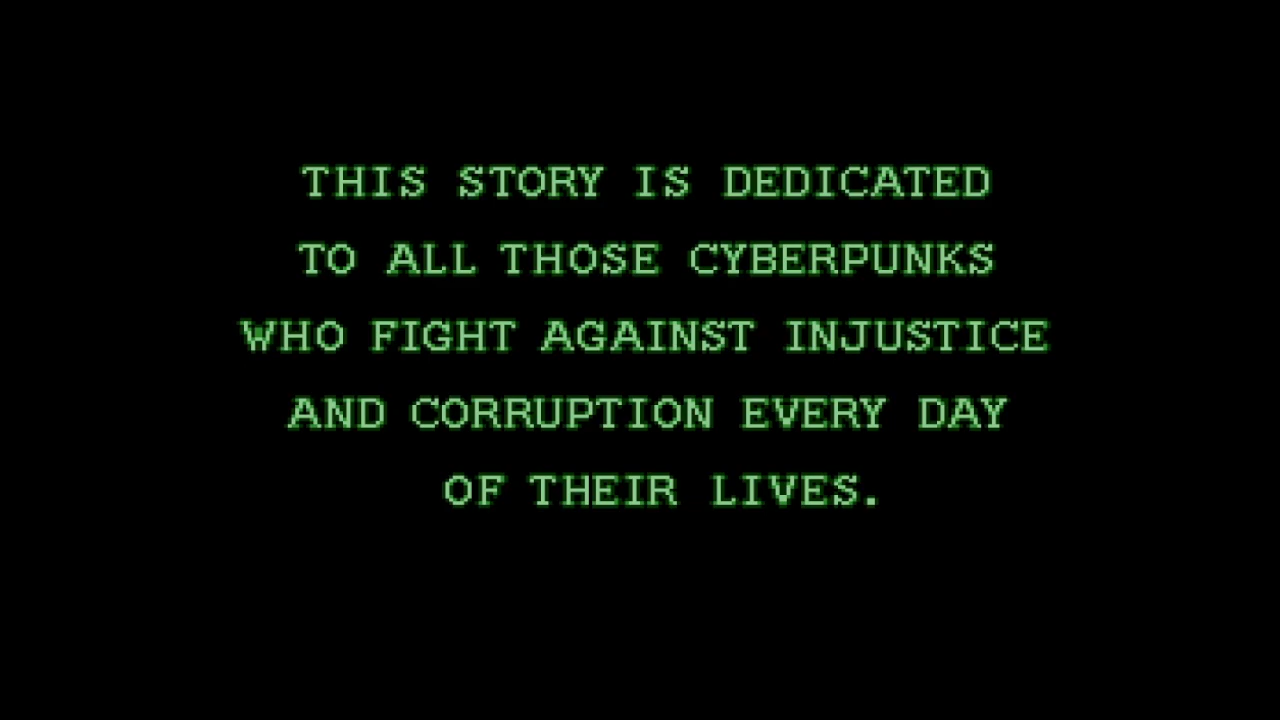 THIS STORY IS DEDICATED
TO ALL THOSE CYBERPUNKS
WHO FIGHT AGAINST INJUSTICE
AND CORRUPTION EVERY DAY
OF THEIR LIVES.